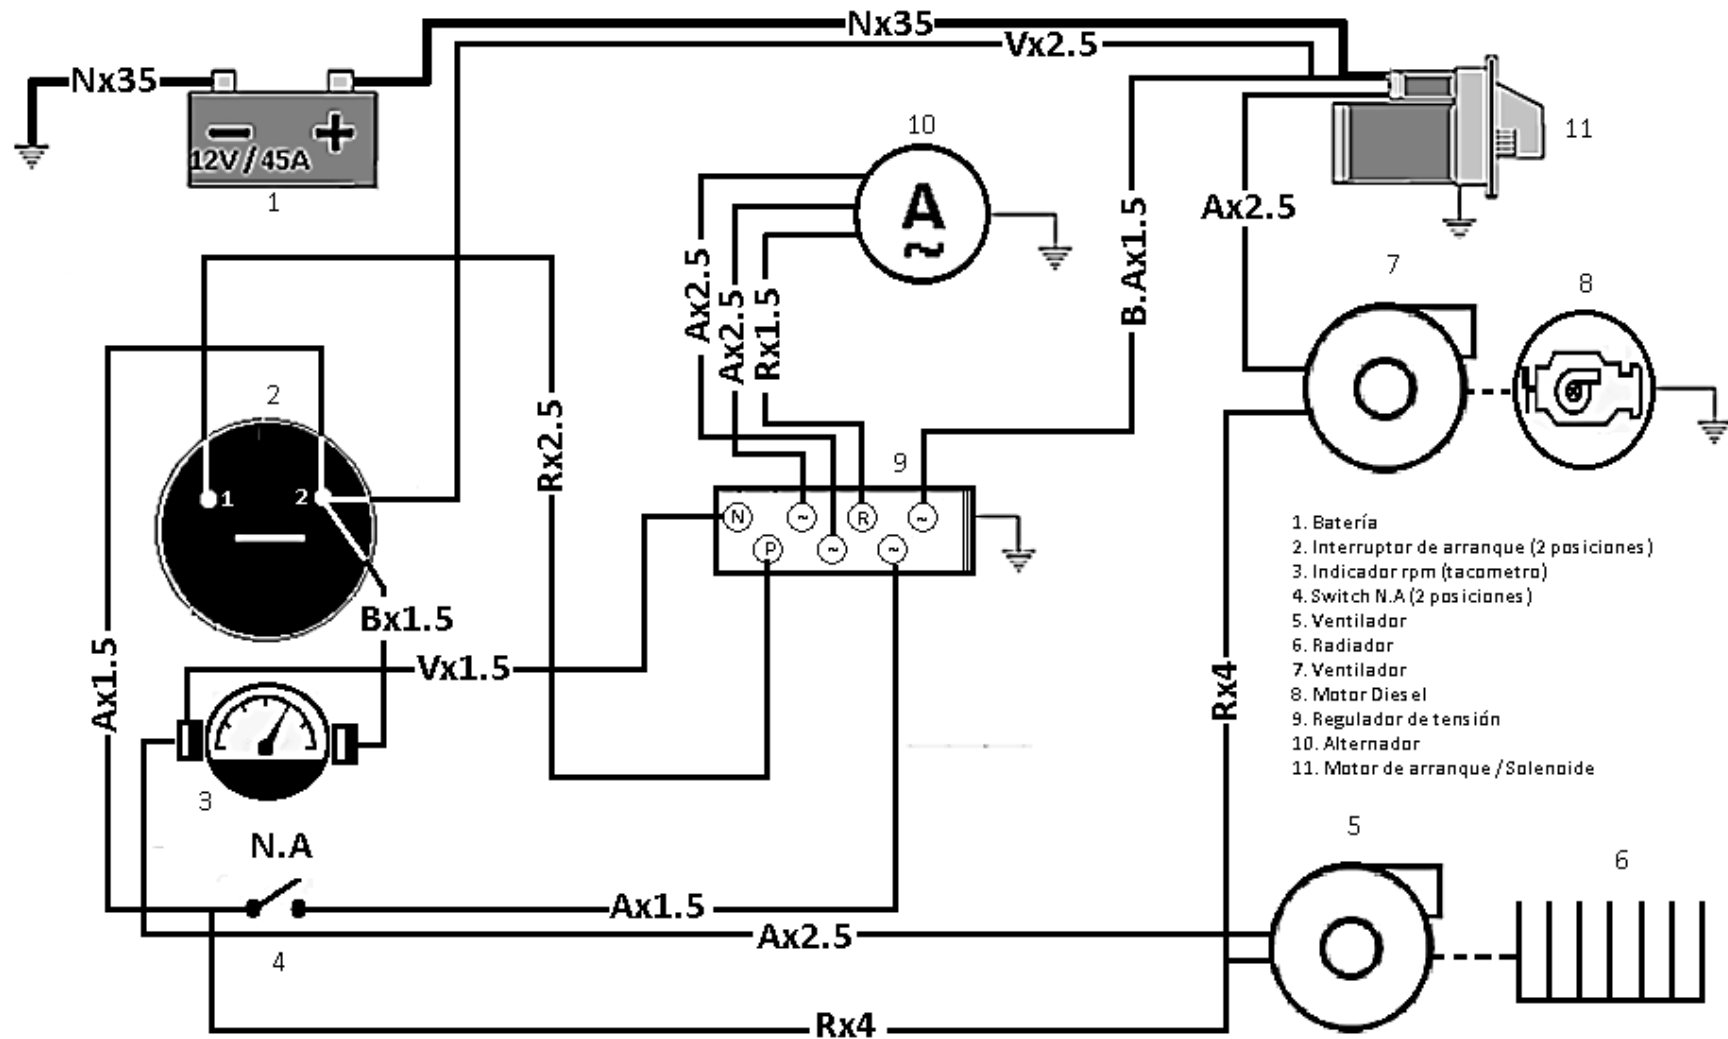 Nx35
Vx2.5
Nx35
12V/45A
1
10
A
11
Ax2.5
B.Ax1.5
7
8
Ax2.5
Ax2.5
Rx1.5
2
1
2
Rx2.5
9
N
R
P
Bx1.5
Vx1.5
Ax1.5
Rx4
1. Batería
2. Interruptor de arranque (2 posiciones)
3. Indicador rpm (tacometro)
4. Switch N.A (2 posiciones)
5. Ventilador
6. Radiador
7. Ventilador
8. Motor Diesel
9. Regulador de tensión
10. Alternador
11. Motor de arranque / Solenoide
3
N.A
5
6
Ax1.5
Ax2.5
4
Rx4